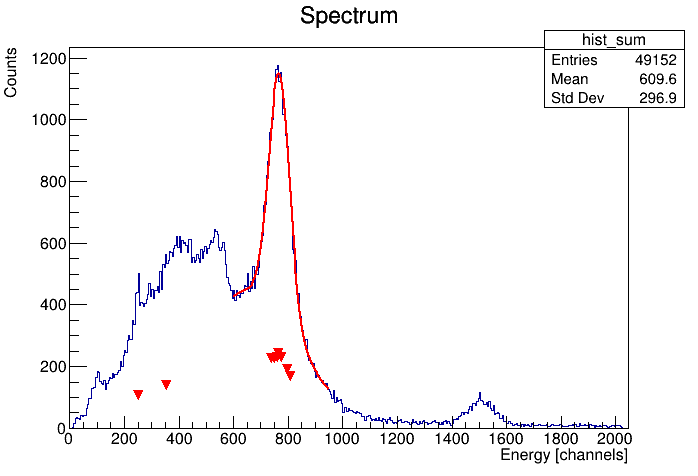 Spectrum
hist_sum
Entries 49152
Mean 609.6
Std Dev 296.9
Counts
1200
1000
800
600
400
200
0
0 200 400 600 800 1000 1200 1400 1600 1800 2000
Energy [channels]